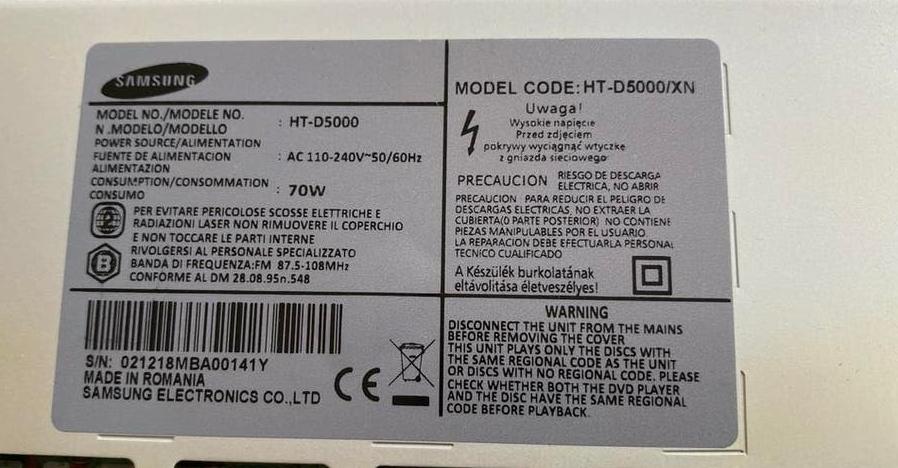 SAMSUNG
MODEL NO./MODELE NO.
N .MODELO/MODELLO : HT-D5000
POWER SOURCE/ALIMENTATION
FUENTE DE ALIMENTACION : AC 110-240V~50/60Hz
ALIMENTAZION
CONSUMPTION/CONSOMMATION : 70W
CONSUMO
PER EVITARE PERICOLOSE SCOSSE ELETTRICHE E
RADIAZIONI LASER NON RIMUOVERE IL COPERCHIO
E NON TOCCARE LE PARTI INTERNE
RIVOLGERSI AL PERSONALE SPECIALIZZATO
B BANDA DI FREQUENZA:FM 87.5-108MHz
CONFORME AL DM 28.08.95n.548
S/N: 021218MBA00141Y
MADE IN ROMANIA
SAMSUNG ELECTRONICS CO.,LTD
CE
MODEL CODE: HT-D5000/XN
Uwaga!
Wysokie napięcie
Przed zdjęciem
pokrywy wyciągnąć wtyczkę
z gniazda sieciowego
PRECAUCION RIESGO DE DESCARGA
ELECTRICA, NO ABRIR
PRECAUCION PARA REDUCIR EL PELIGRO DE
DESCARGAS ELECTRICAS, NO EXTRAER LA
CUBIERTA(O PARTE POSTERIOR) NO CONTIENE
PIEZAS MANIPULABLES POR EL USUARIO
LA REPARACION DEBE EFECTUARLA PERSONAL
TECNICO CUALIFICADO
A Készülék burkolatának
eltávolitása életveszélyes!
WARNING
DISCONNECT THE UNIT FROM THE MAINS
BEFORE REMOVING THE COVER
THIS UNIT PLAYS ONLY THE DISCS WITH
THE SAME REGIONAL CODE AS THE UNIT
OR DISCS WITH NO REGIONAL CODE. PLEASE
CHECK WHETHER BOTH THE DVD PLAYER
AND THE DISC HAVE THE SAME REGIONAL
CODE BEFORE PLAYBACK.